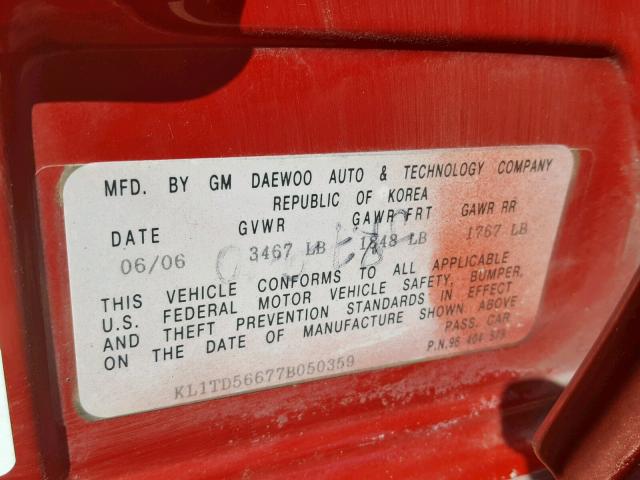 MFD. BY GM DAEWOO AUTO & TECHNOLOGY COMPANY
REPUBLIC OF KOREA
DATE GVWR GAWR FRT GAWR RR
06/06 3467 LB 1848 LB 1767 LB
THIS VEHICLE CONFORMS TO ALL APPLICABLE
U.S. FEDERAL MOTOR VEHICLE SAFETY, BUMPER,
AND THEFT PREVENTION STANDARDS IN EFFECT
ON THE DATE OF MANUFACTURE SHOWN ABOVE
PASS. CAR
KL1TD56677B050359 P.N.96 404